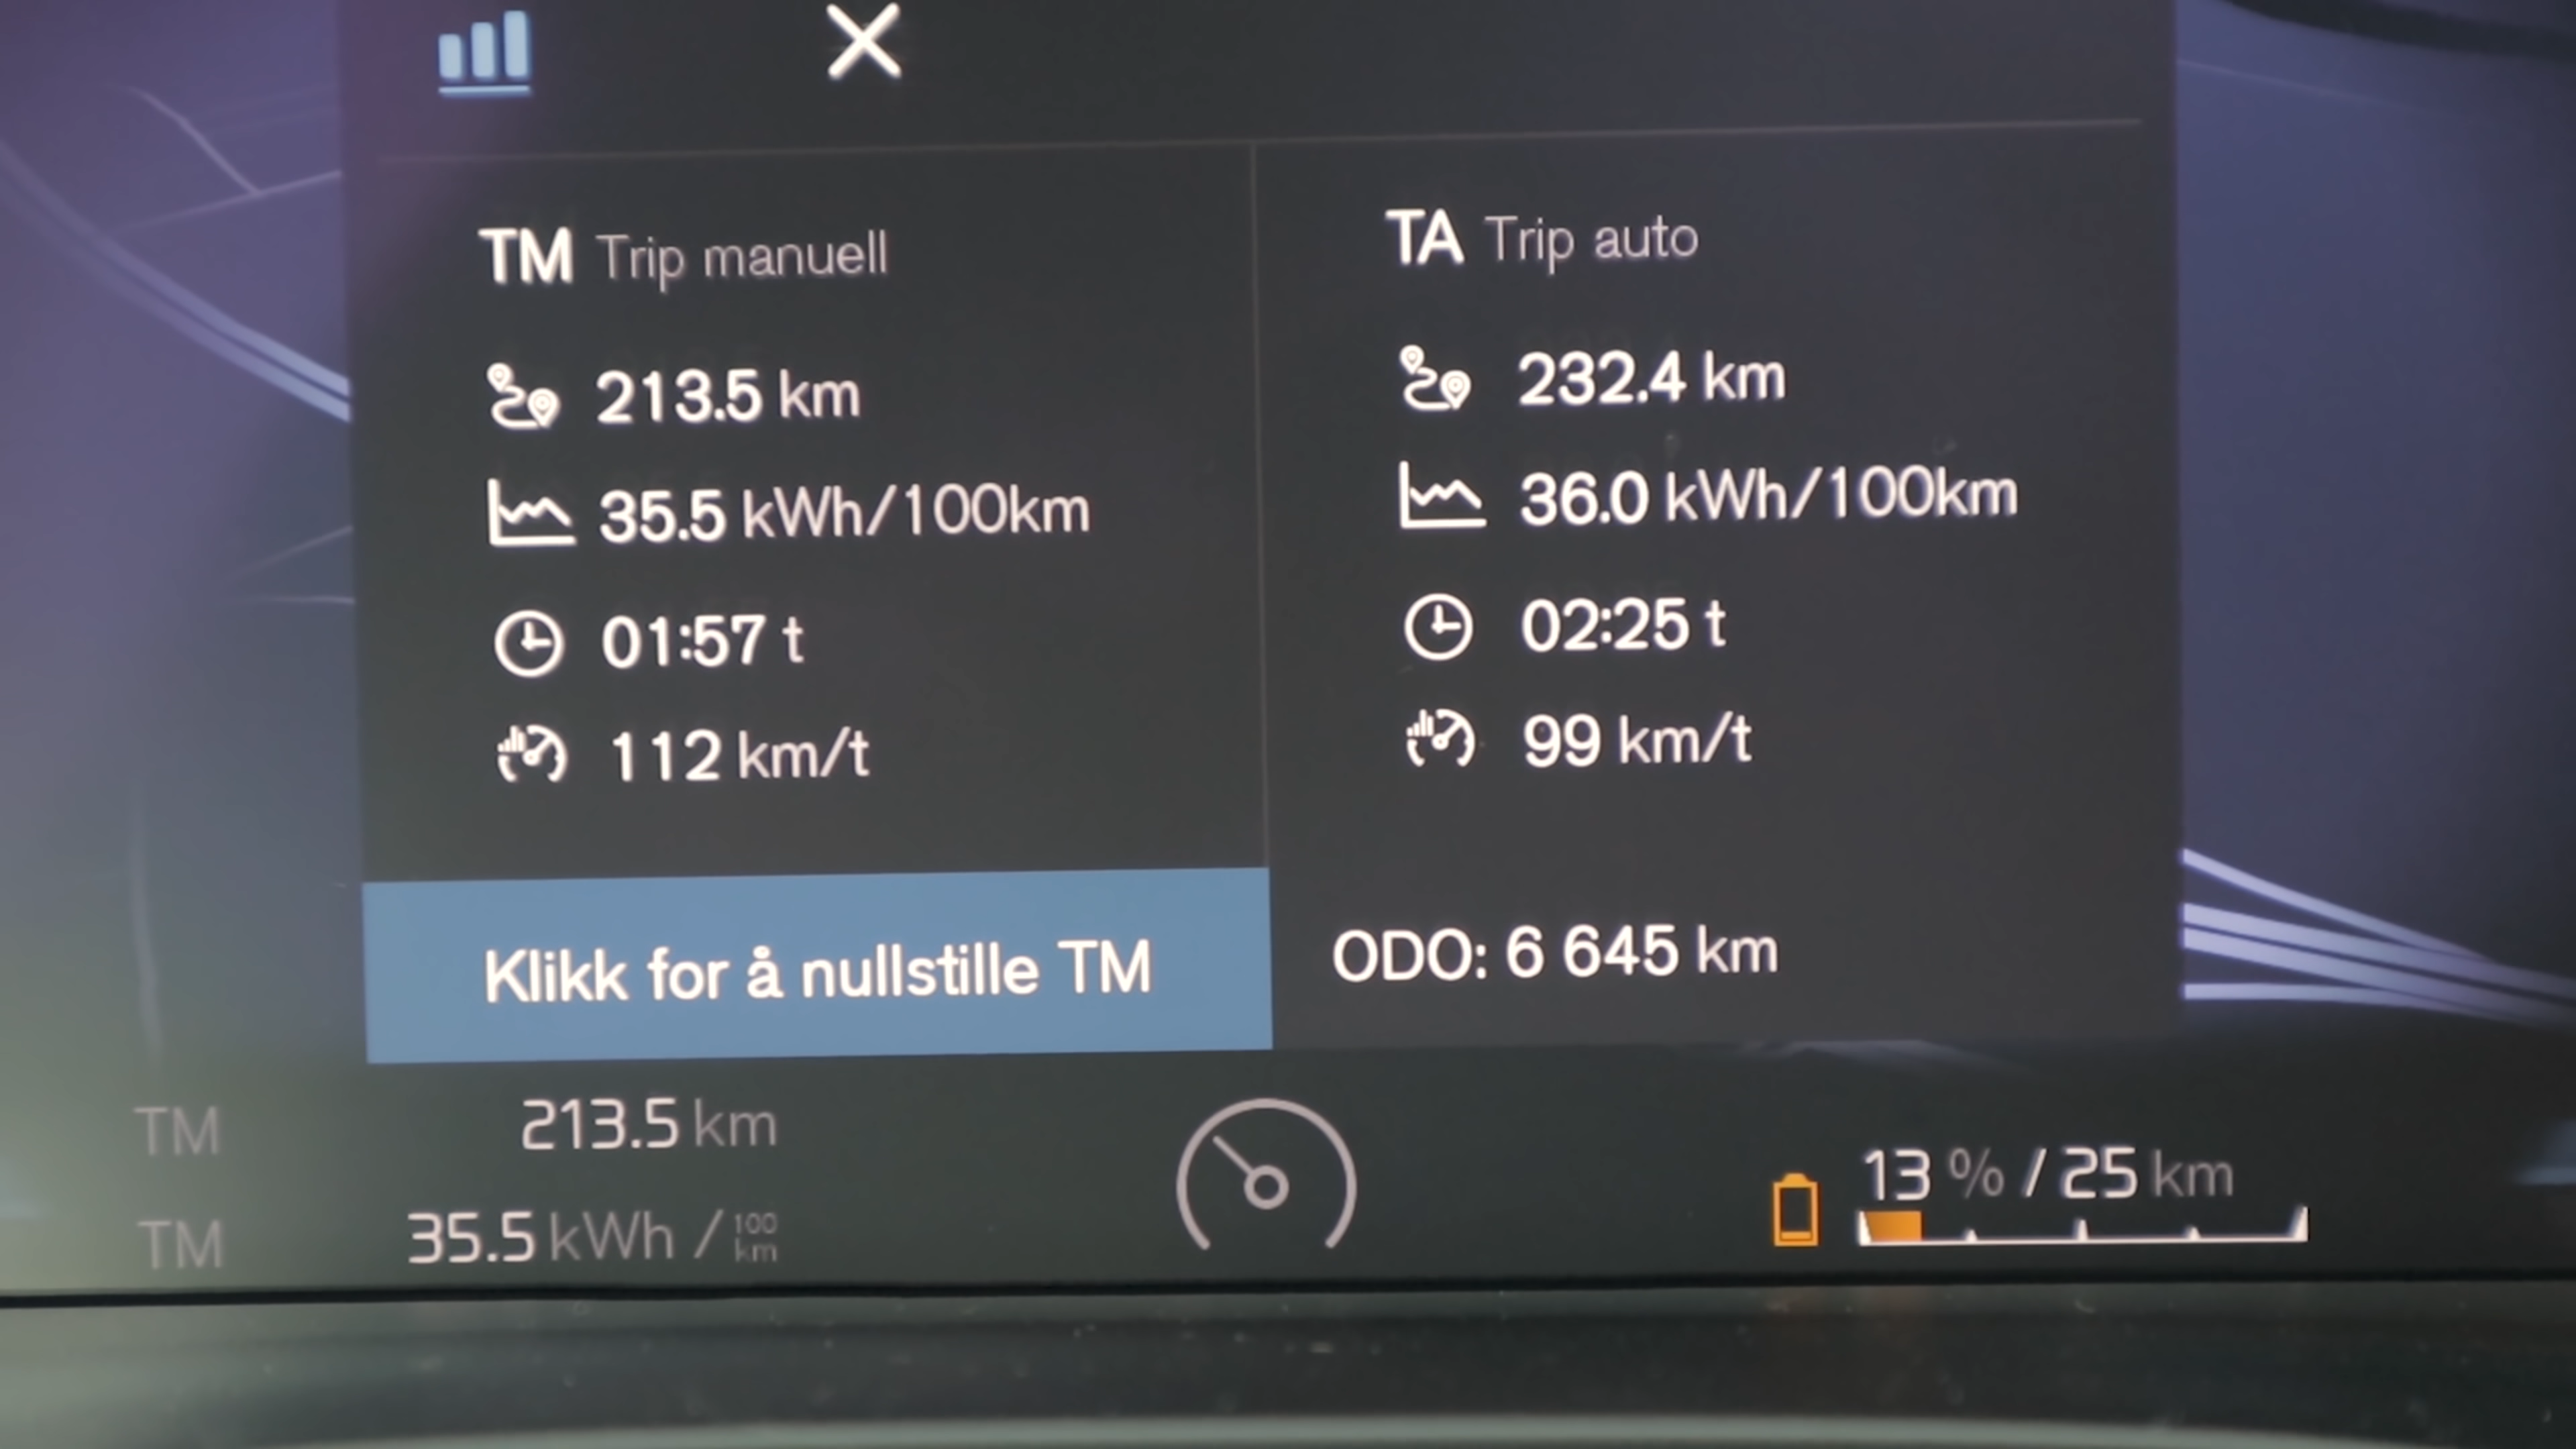 TM Trip manuell
213.5 km
35.5 kWh/100km
01:57 t
112 km/t
Klikk for å nullstille TM
TA Trip auto
232.4 km
36.0 kWh/100km
02:25 t
99 km/t
ODO: 6 645 km
TM 213.5 km
TM 35.5 kWh / 100 km
13 % / 25 km